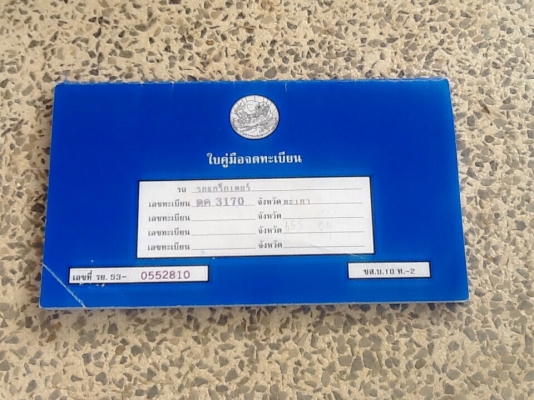 ใบคู่มือจดทะเบียน
รถ รถแทร็กเตอร์
เลขทะเบียน ตค 3170 จังหวัด พะเยา
เลขทะเบียน จังหวัด
เลขทะเบียน จังหวัด
เลขทะเบียน จังหวัด
เลขที่ รย. 53- 0552810
ขส.บ.10 ท.-2